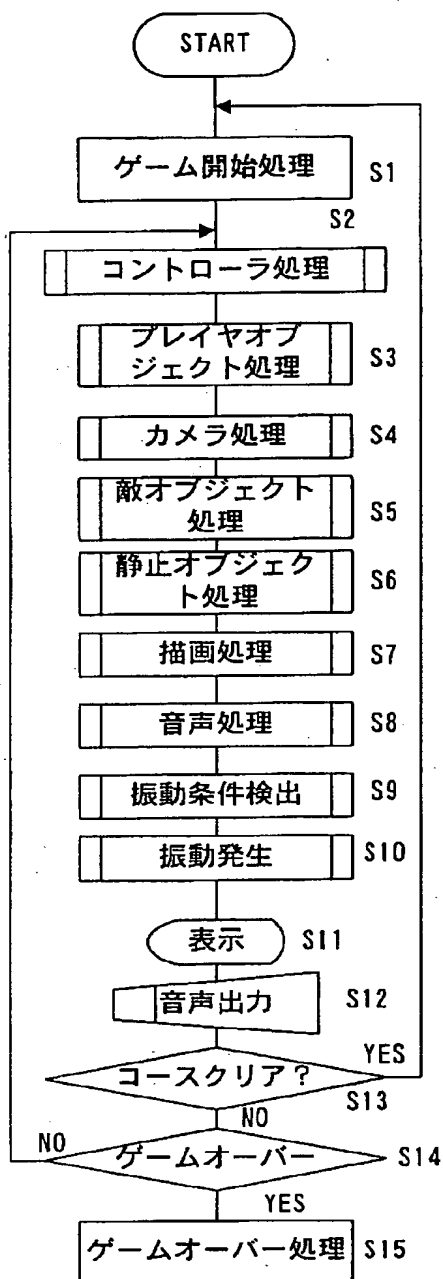 START
ゲーム開始処理 S1
S2
コントローラ処理
プレイヤオブ
ジェクト処理 S3
カメラ処理 S4
敵オブジェクト
処理 S5
静止オブジェク
ト処理 S6
描画処理 S7
音声処理 S8
振動条件検出 S9
振動発生 S10
表示 S11
音声出力 S12
YES
コースクリア?
S13
NO
NO
ゲームオーバー S14
YES
ゲームオーバー処理 S15